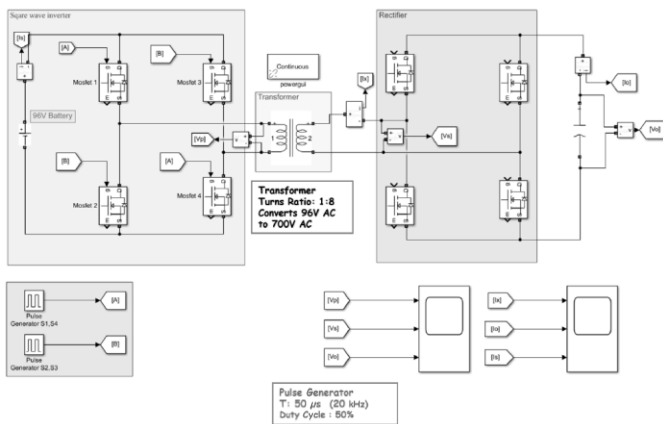 Sqare wave inverter
Rectifier
[Is]
[A]
[B]
Mosfet 1
Mosfet 3
Continuous
powergui
[Io]
96V Battery
Transformer
[Vp]
1
2
[Vs]
[Vo]
[B]
[A]
Mosfet 2
Mosfet 4
Transformer
Turns Ratio: 1:8
Converts 96V AC
to 700V AC
[A]
Pulse
Generator S1,S4
[B]
Pulse
Generator S2,S3
[Vp]
[Vs]
[Vo]
[Io]
[Is]
Pulse Generator
T: 50 µs (20 kHz)
Duty Cycle : 50%